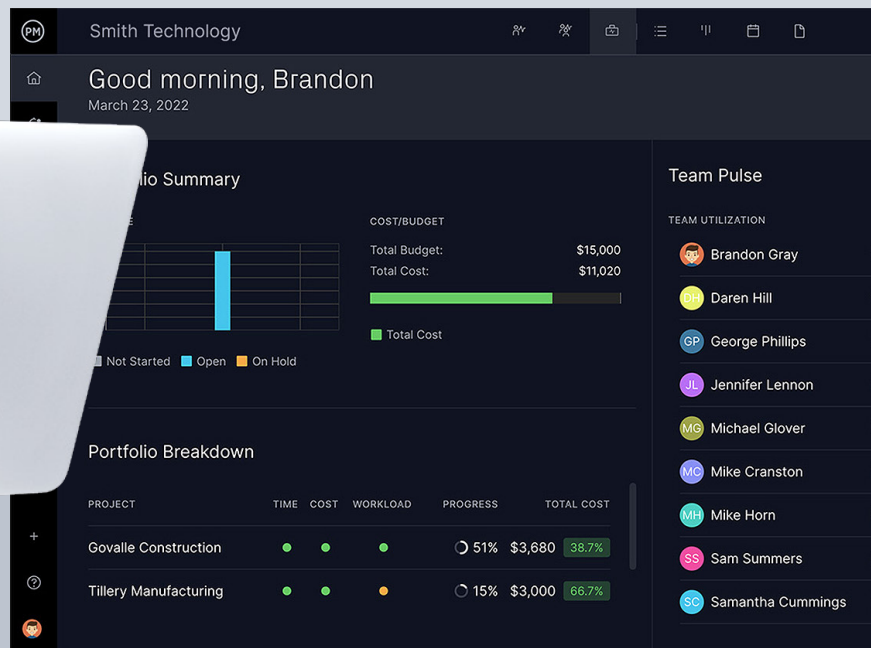 PM
Smith Technology
Good morning, Brandon
March 23, 2022
Summary
COST/BUDGET
Total Budget: $15,000
Total Cost: $11,020
Total Cost
Not Started Open On Hold
Portfolio Breakdown
PROJECT TIME COST WORKLOAD PROGRESS TOTAL COST
Govalle Construction 51% $3,680 38.7%
Tillery Manufacturing 15% $3,000 66.7%
Team Pulse
TEAM UTILIZATION
Brandon Gray
DH Daren Hill
GP George Phillips
JL Jennifer Lennon
MG Michael Glover
MC Mike Cranston
MH Mike Horn
SS Sam Summers
SC Samantha Cummings